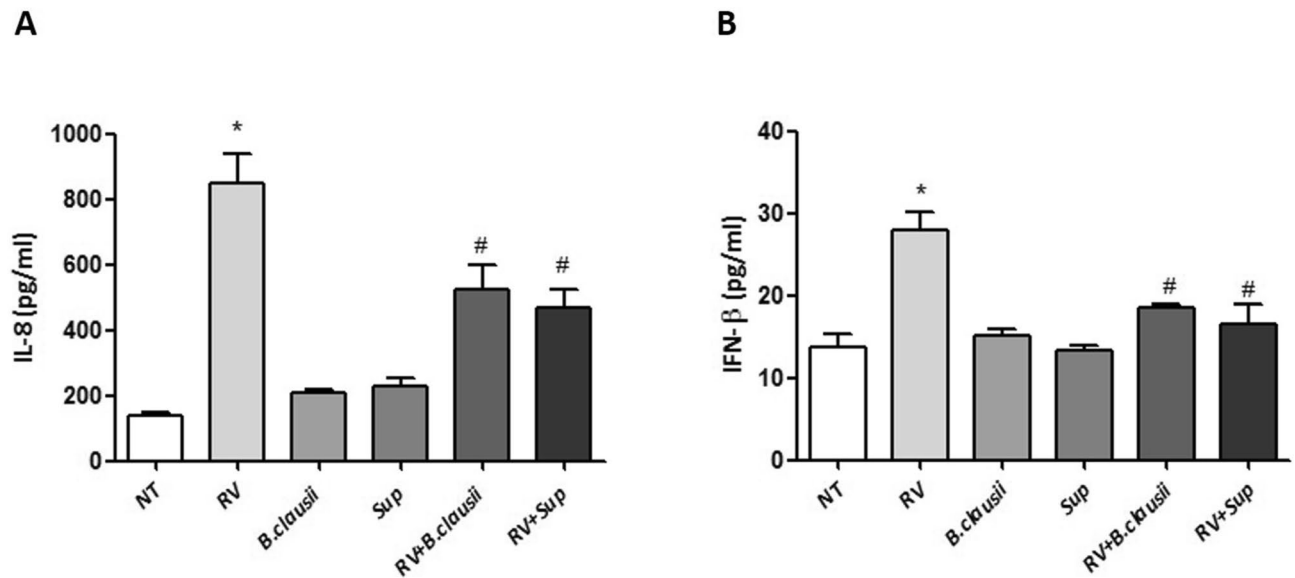 A
IL-8 (pg/ml)
1000
800
600
400
200
0
*
#
#
NT
RV
B.clausii
Sup
RV+B.clausii
RV+Sup
B
IFN-β (pg/ml)
40
30
20
10
0
*
#
#
NT
RV
B.clausii
Sup
RV+B.clausii
RV+Sup